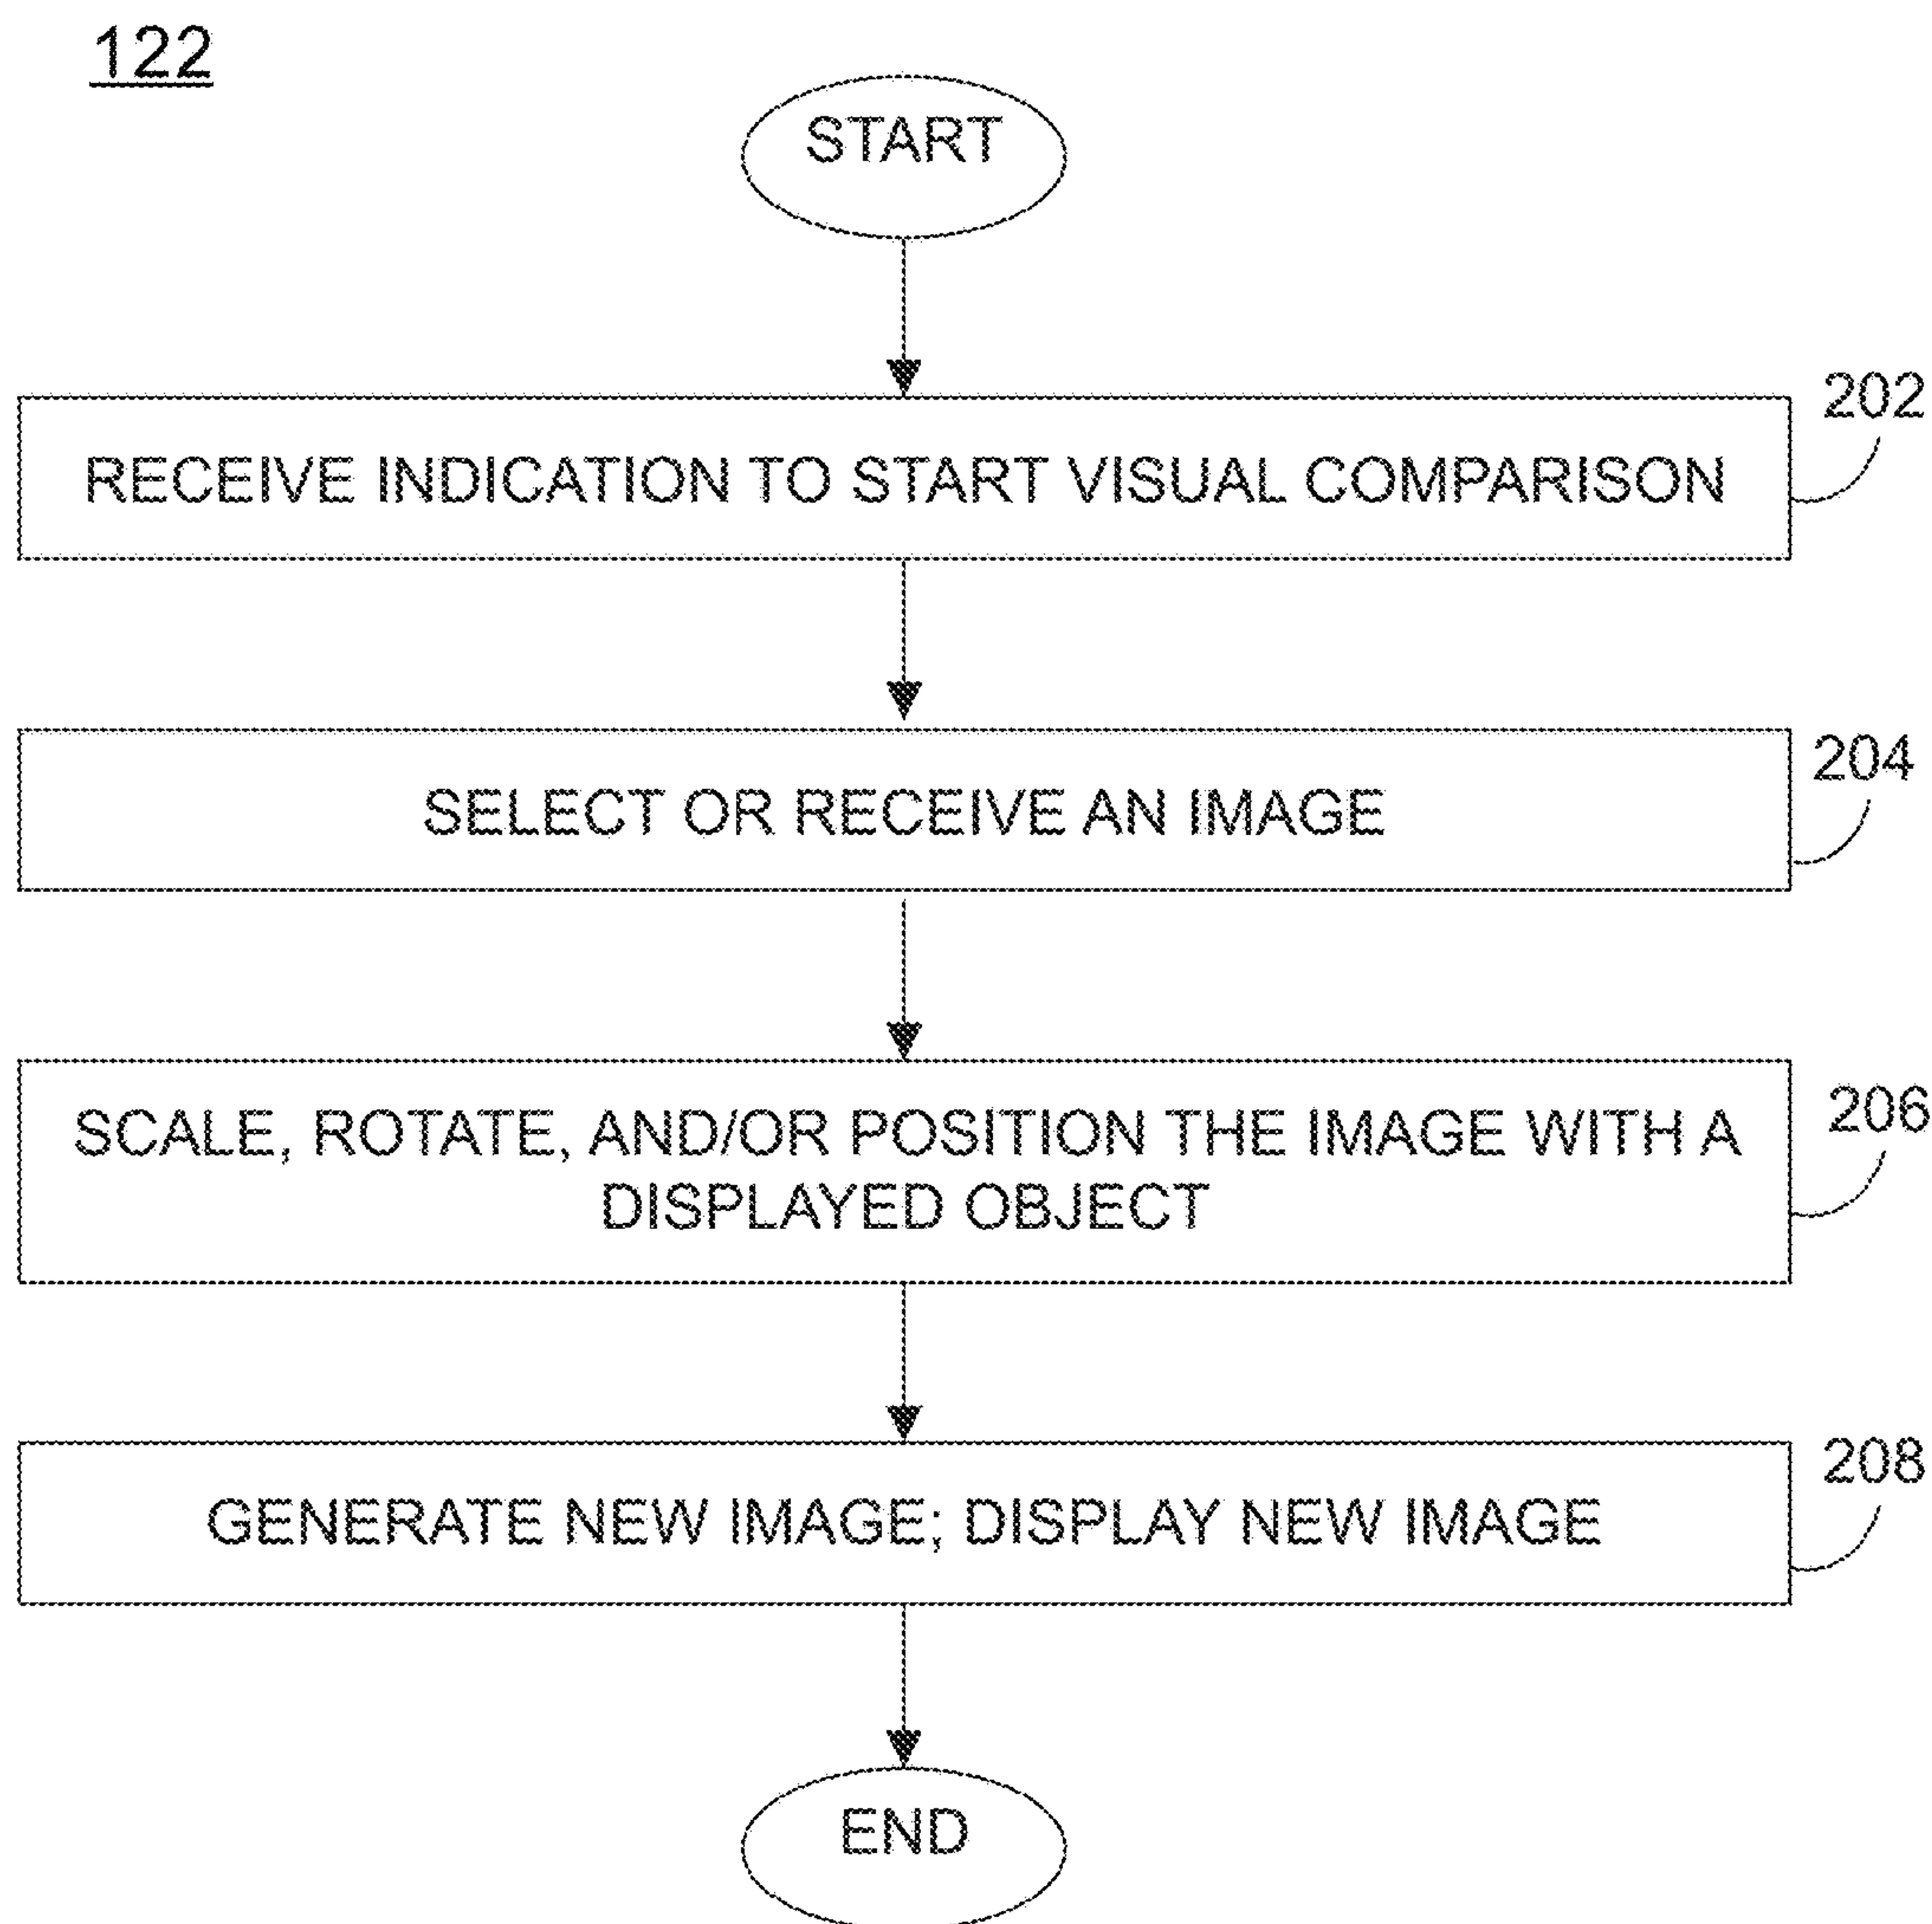 122
START
202
RECEIVE INDICATION TO START VISUAL COMPARISON
204
SELECT OR RECEIVE AN IMAGE
206
SCALE, ROTATE, AND/OR POSITION THE IMAGE WITH A
DISPLAYED OBJECT
208
GENERATE NEW IMAGE; DISPLAY NEW IMAGE
END